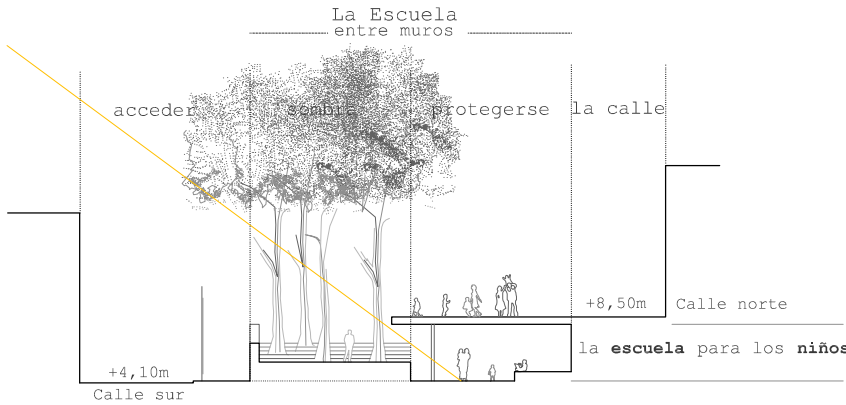 La Escuela
entre muros
acceder sombra protegerse la calle
+8,50m Calle norte
la escuela para los niños
+4,10m
Calle sur